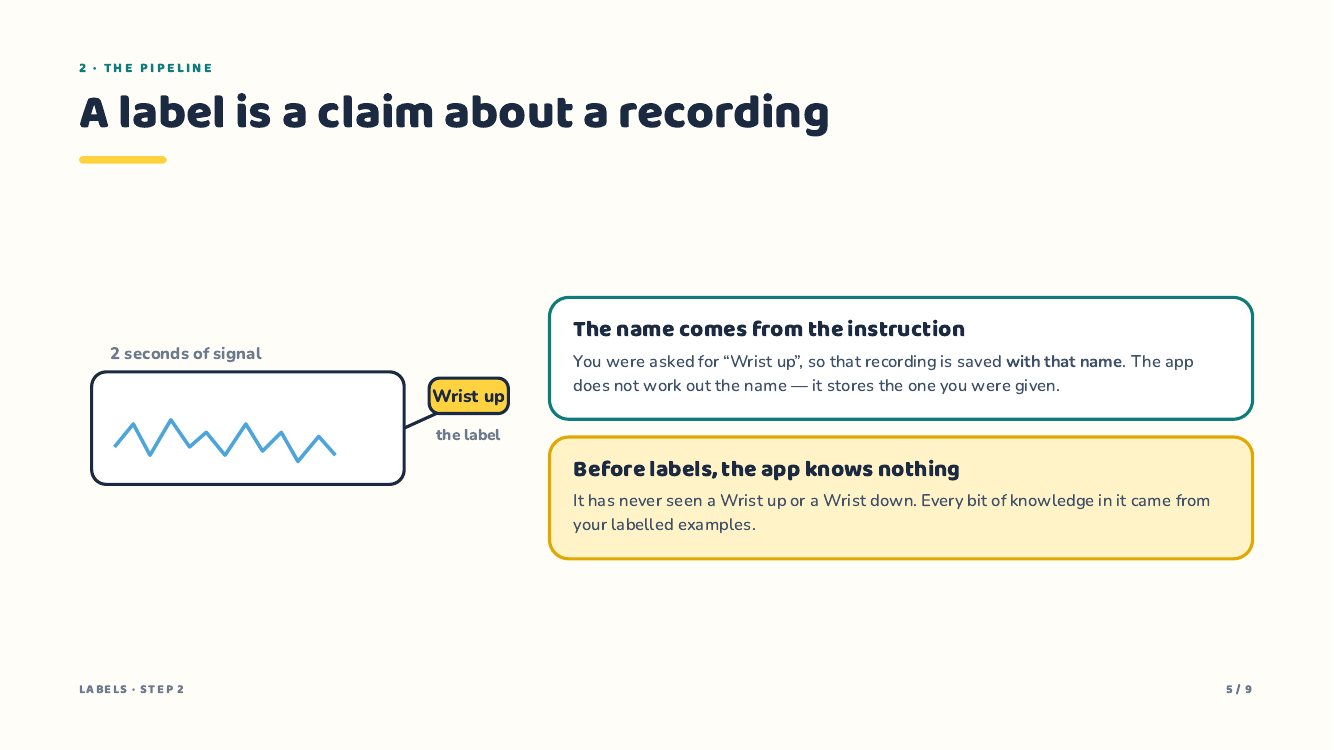 2 · THE PIPELINE
A label is a claim about a recording
2 seconds of signal
Wrist up
the label
The name comes from the instruction
You were asked for “Wrist up”, so that recording is saved with that name. The app
does not work out the name — it stores the one you were given.
Before labels, the app knows nothing
It has never seen a Wrist up or a Wrist down. Every bit of knowledge in it came from
your labelled examples.
LABELS · STEP 2
5 / 9